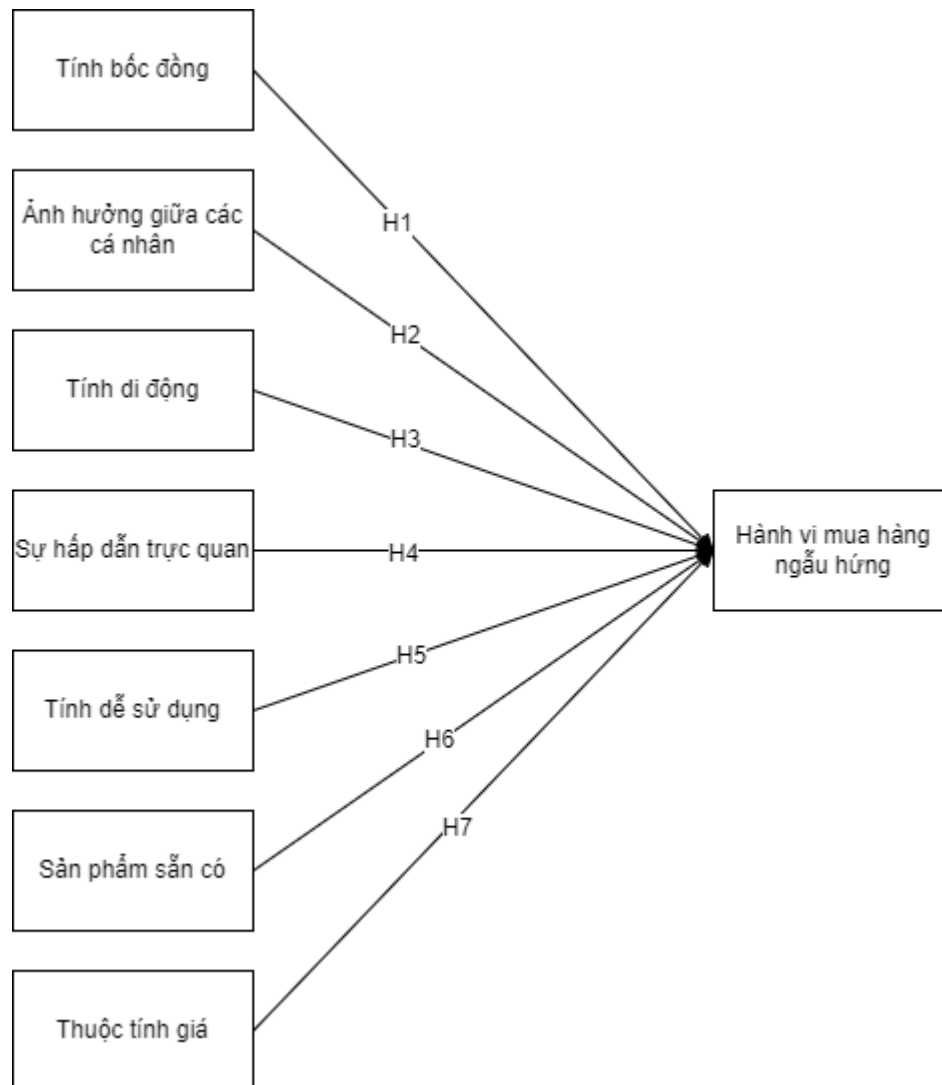 Tính bốc đồng
H1
Ảnh hưởng giữa các
cá nhân
H2
Tính di động
H3
Sự hấp dẫn trực quan
H4
Hành vi mua hàng
ngẫu hứng
Tính dễ sử dụng
H5
Sản phẩm sẵn có
H6
Thuộc tính giá
H7